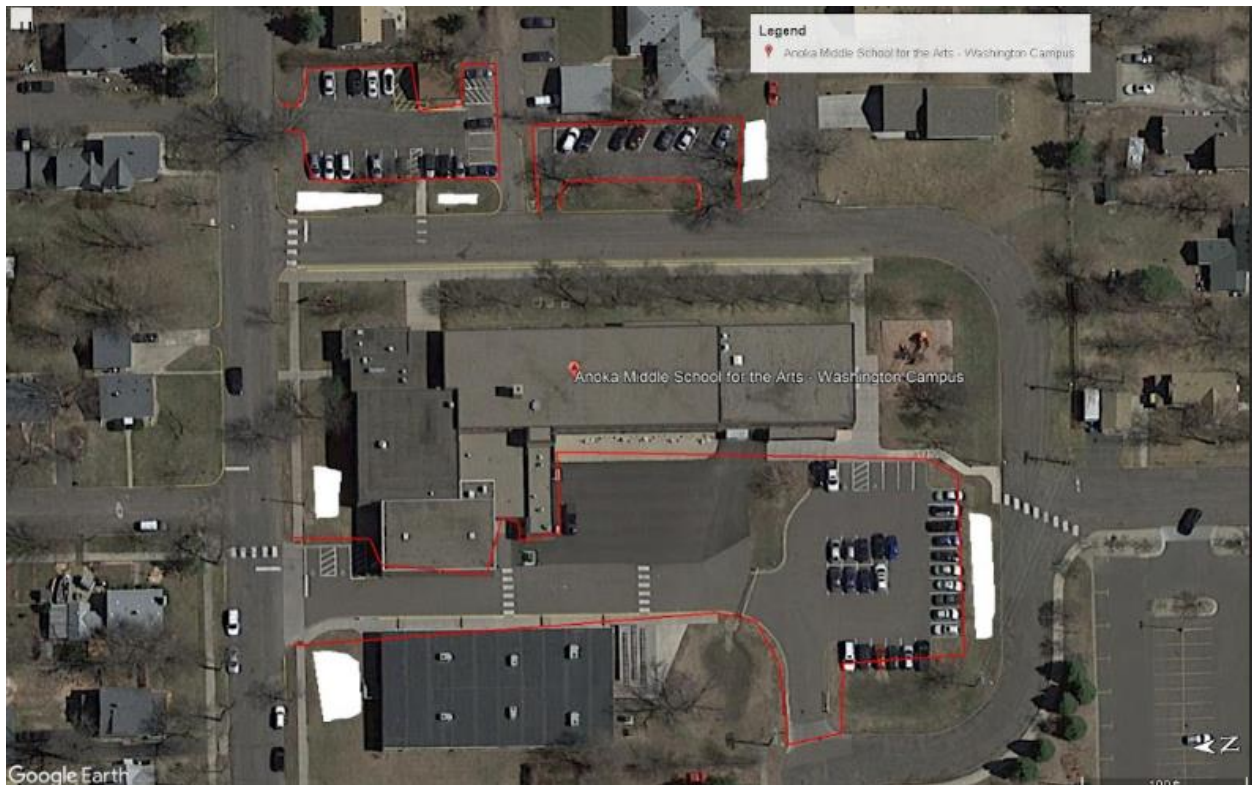 Legend
Anoka Middle School for the Arts - Washington Campus
Anoka Middle School for the Arts - Washington Campus
Google Earth
N